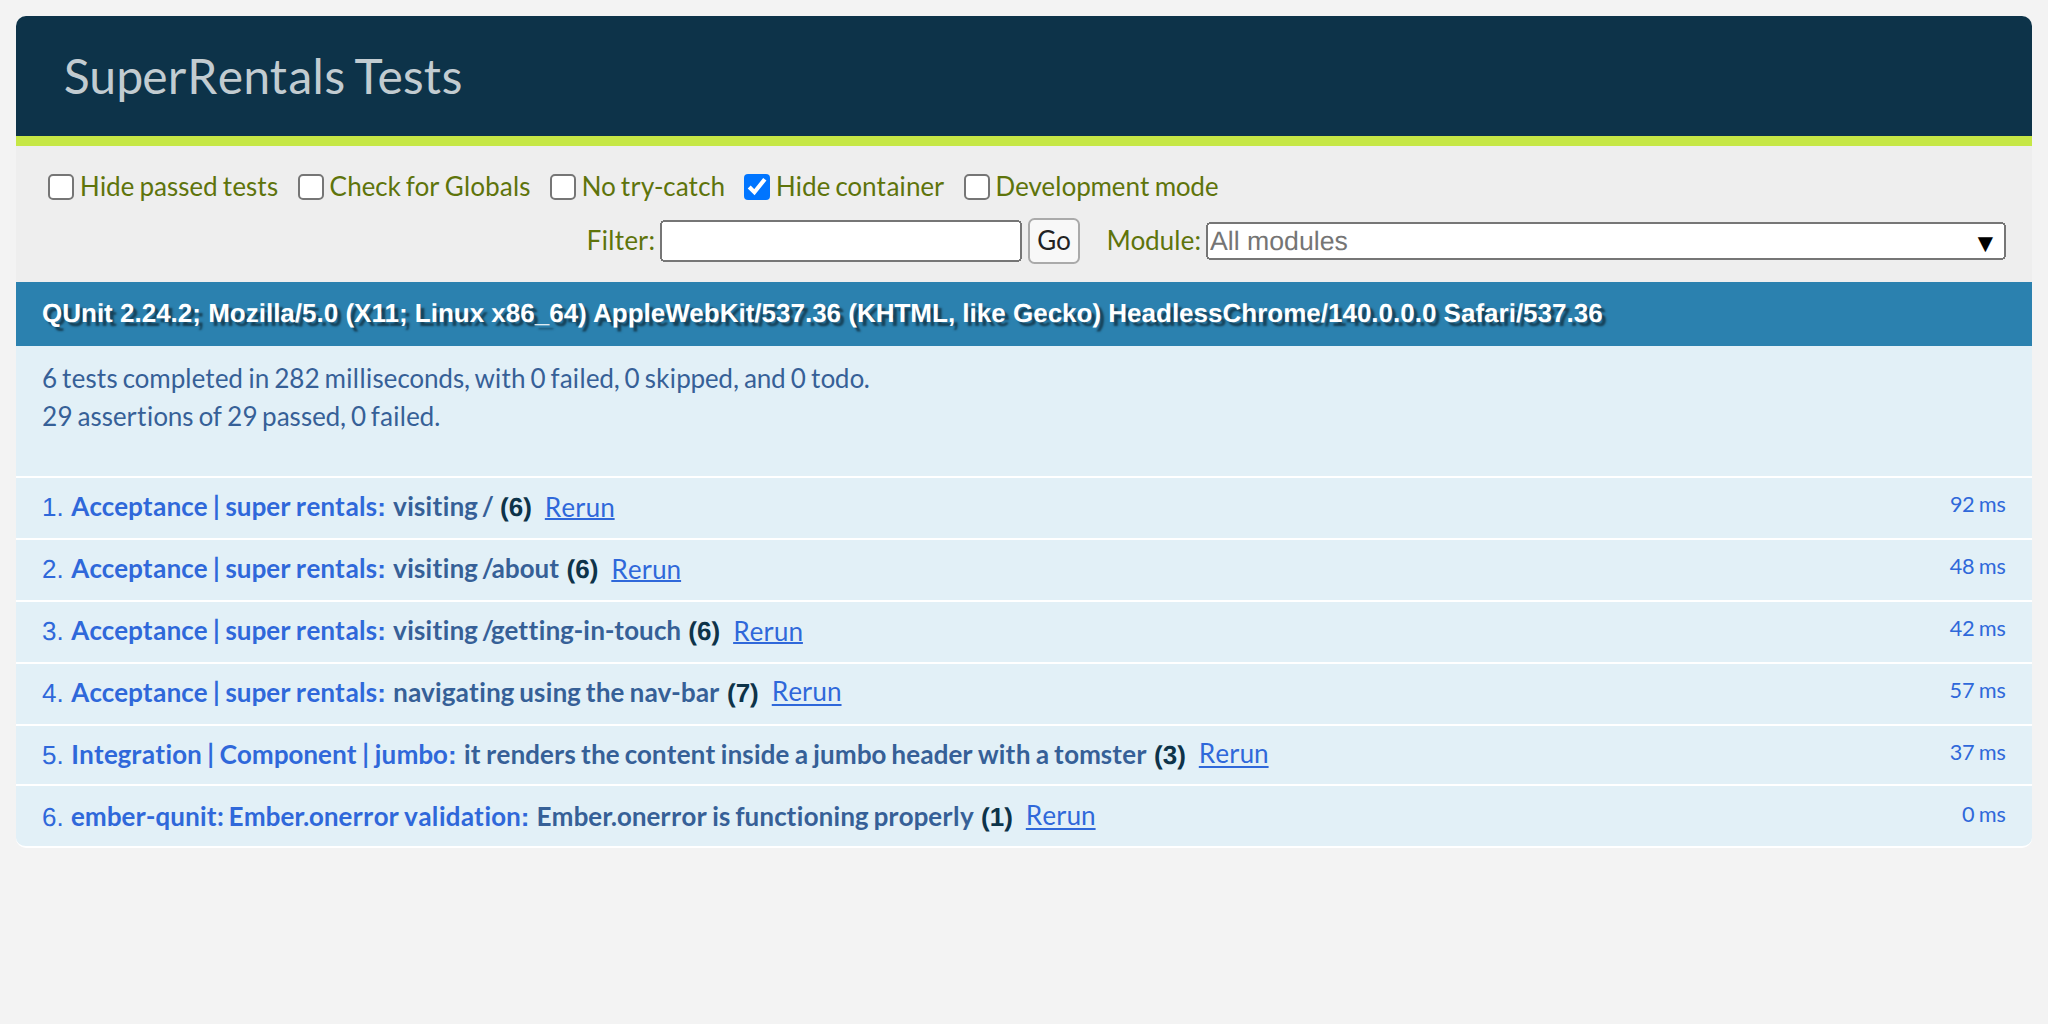 SuperRentals Tests
Hide passed tests Check for Globals No try-catch Hide container Development mode
Filter: Go Module: All modules ▼
QUnit 2.24.2; Mozilla/5.0 (X11; Linux x86_64) AppleWebKit/537.36 (KHTML, like Gecko) HeadlessChrome/140.0.0.0 Safari/537.36
6 tests completed in 282 milliseconds, with 0 failed, 0 skipped, and 0 todo.
29 assertions of 29 passed, 0 failed.
1. Acceptance | super rentals: visiting / (6) Rerun 92 ms
2. Acceptance | super rentals: visiting /about (6) Rerun 48 ms
3. Acceptance | super rentals: visiting /getting-in-touch (6) Rerun 42 ms
4. Acceptance | super rentals: navigating using the nav-bar (7) Rerun 57 ms
5. Integration | Component | jumbo: it renders the content inside a jumbo header with a tomster (3) Rerun 37 ms
6. ember-qunit: Ember.onerror validation: Ember.onerror is functioning properly (1) Rerun 0 ms